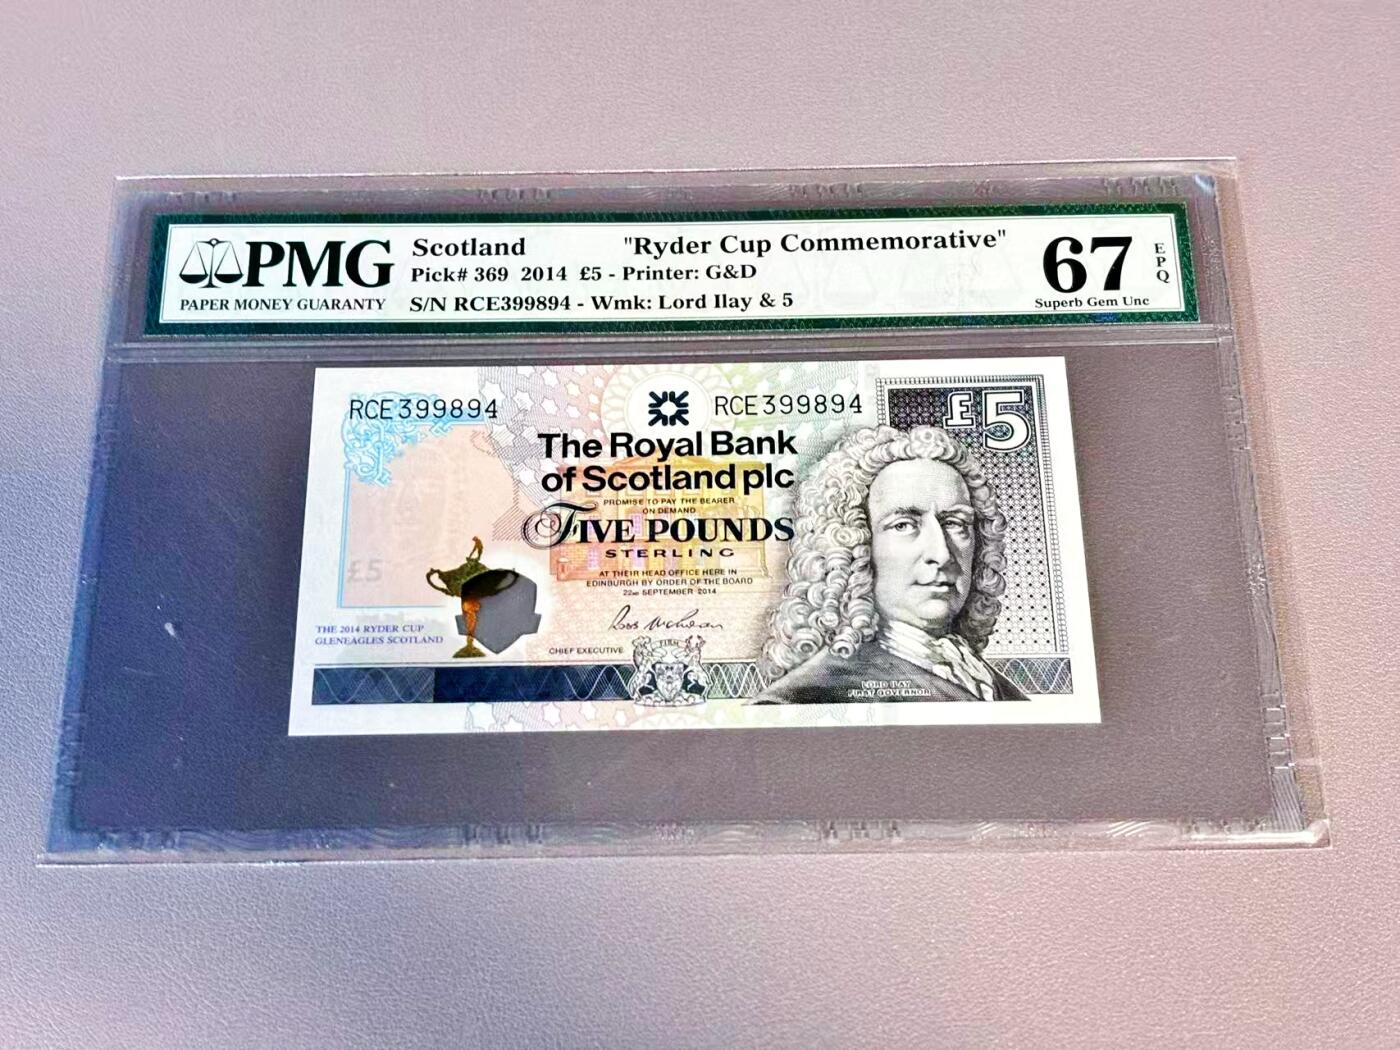 PMG
PAPER MONEY GUARANTY
Scotland "Ryder Cup Commemorative"
Pick# 369 2014 £5 - Printer: G&D
S/N RCE399894 - Wmk: Lord Ilay & 5
67
EPQ
Superb Gem Unc
RCE399894
RCE399894
£5
The Royal Bank
of Scotland plc
PROMISE TO PAY THE BEARER
ON DEMAND
FIVE POUNDS
STERLING
AT THEIR HEAD OFFICE HERE IN
EDINBURGH BY ORDER OF THE BOARD
22ND SEPTEMBER 2014
£5
THE 2014 RYDER CUP
GLENEAGLES SCOTLAND
CHIEF EXECUTIVE
LORD ILAY
FIRST GOVERNOR